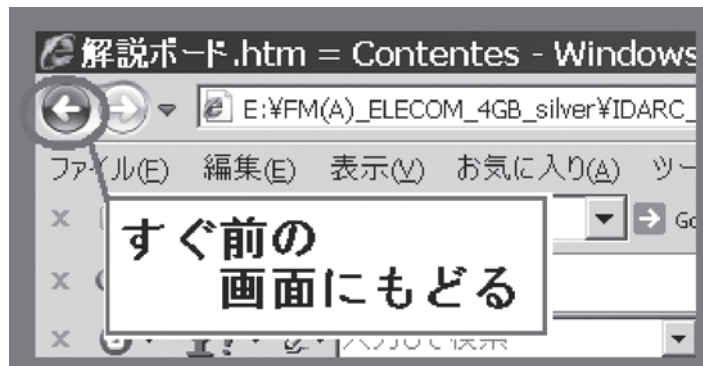 解説ボード.htm = Contentes - Windows
E:¥FM(A)_ELECOM_4GB_silver¥IDARC_
ファイル(F) 編集(E) 表示(V) お気に入り(A) ツー
すぐ前の
画面にもどる